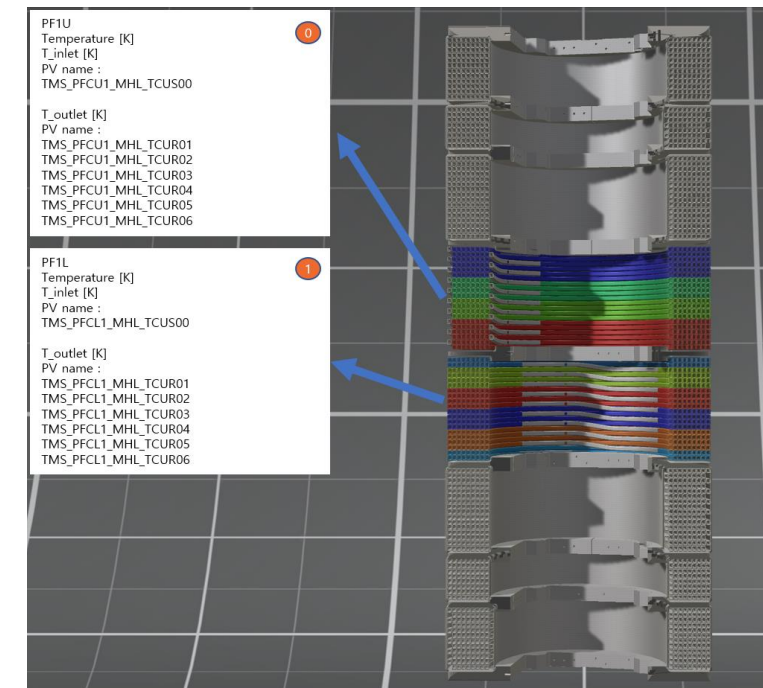 PF1U
0
Temperature [K]
T_inlet [K]
PV name :
TMS_PFCU1_MHL_TCUS00
T_outlet [K]
PV name :
TMS_PFCU1_MHL_TCUR01
TMS_PFCU1_MHL_TCUR02
TMS_PFCU1_MHL_TCUR03
TMS_PFCU1_MHL_TCUR04
TMS_PFCU1_MHL_TCUR05
TMS_PFCU1_MHL_TCUR06
PF1L
1
Temperature [K]
T_inlet [K]
PV name :
TMS_PFCL1_MHL_TCUS00
T_outlet [K]
PV name :
TMS_PFCL1_MHL_TCUR01
TMS_PFCL1_MHL_TCUR02
TMS_PFCL1_MHL_TCUR03
TMS_PFCL1_MHL_TCUR04
TMS_PFCL1_MHL_TCUR05
TMS_PFCL1_MHL_TCUR06